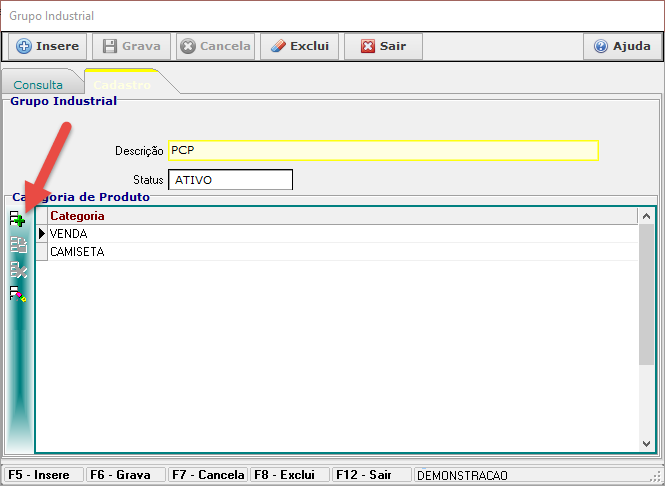 Grupo Industrial
Insere Grava Cancela Exclui Sair Ajuda
Consulta Cadastro
Grupo Industrial
Descrição PCP
Status ATIVO
Categoria de Produto
Categoria
VENDA
CAMISETA
F5 - Insere F6 - Grava F7 - Cancela F8 - Exclui F12 - Sair DEMONSTRACAO